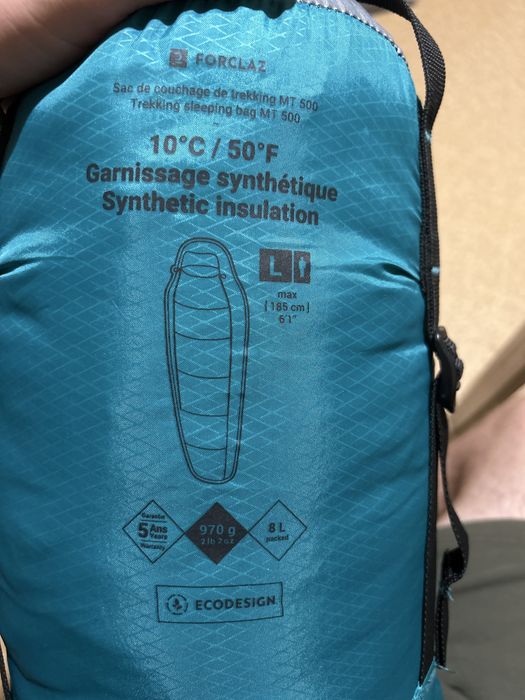 FORCLAZ
Sac de couchage de trekking MT 500
Trekking sleeping bag MT 500
10°C / 50°F
Garnissage synthétique
Synthetic insulation
L
max
185 cm
6'1"
Garantie
5 Ans
Years
Warranty
970 g
2 lb 2 oz
8 L
packed
ECODESIGN